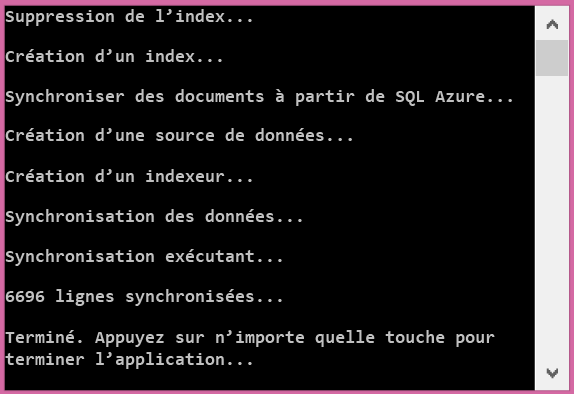 Suppression de l’index...
Création d’un index...
Synchroniser des documents à partir de SQL Azure...
Création d’une source de données...
Création d’un indexeur...
Synchronisation des données...
Synchronisation exécutant...
6696 lignes synchronisées...
Terminé. Appuyez sur n’importe quelle touche pour
terminer l’application...